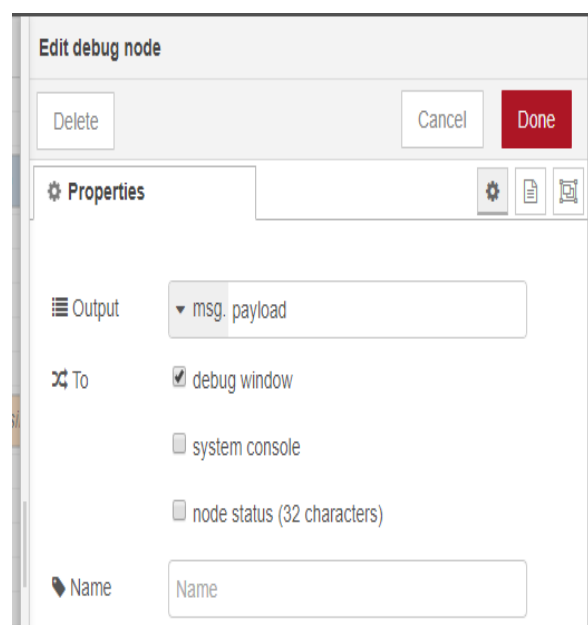 Edit debug node
Delete
Cancel
Done
Properties
Output
msg. payload
To
debug window
system console
node status (32 characters)
Name
Name